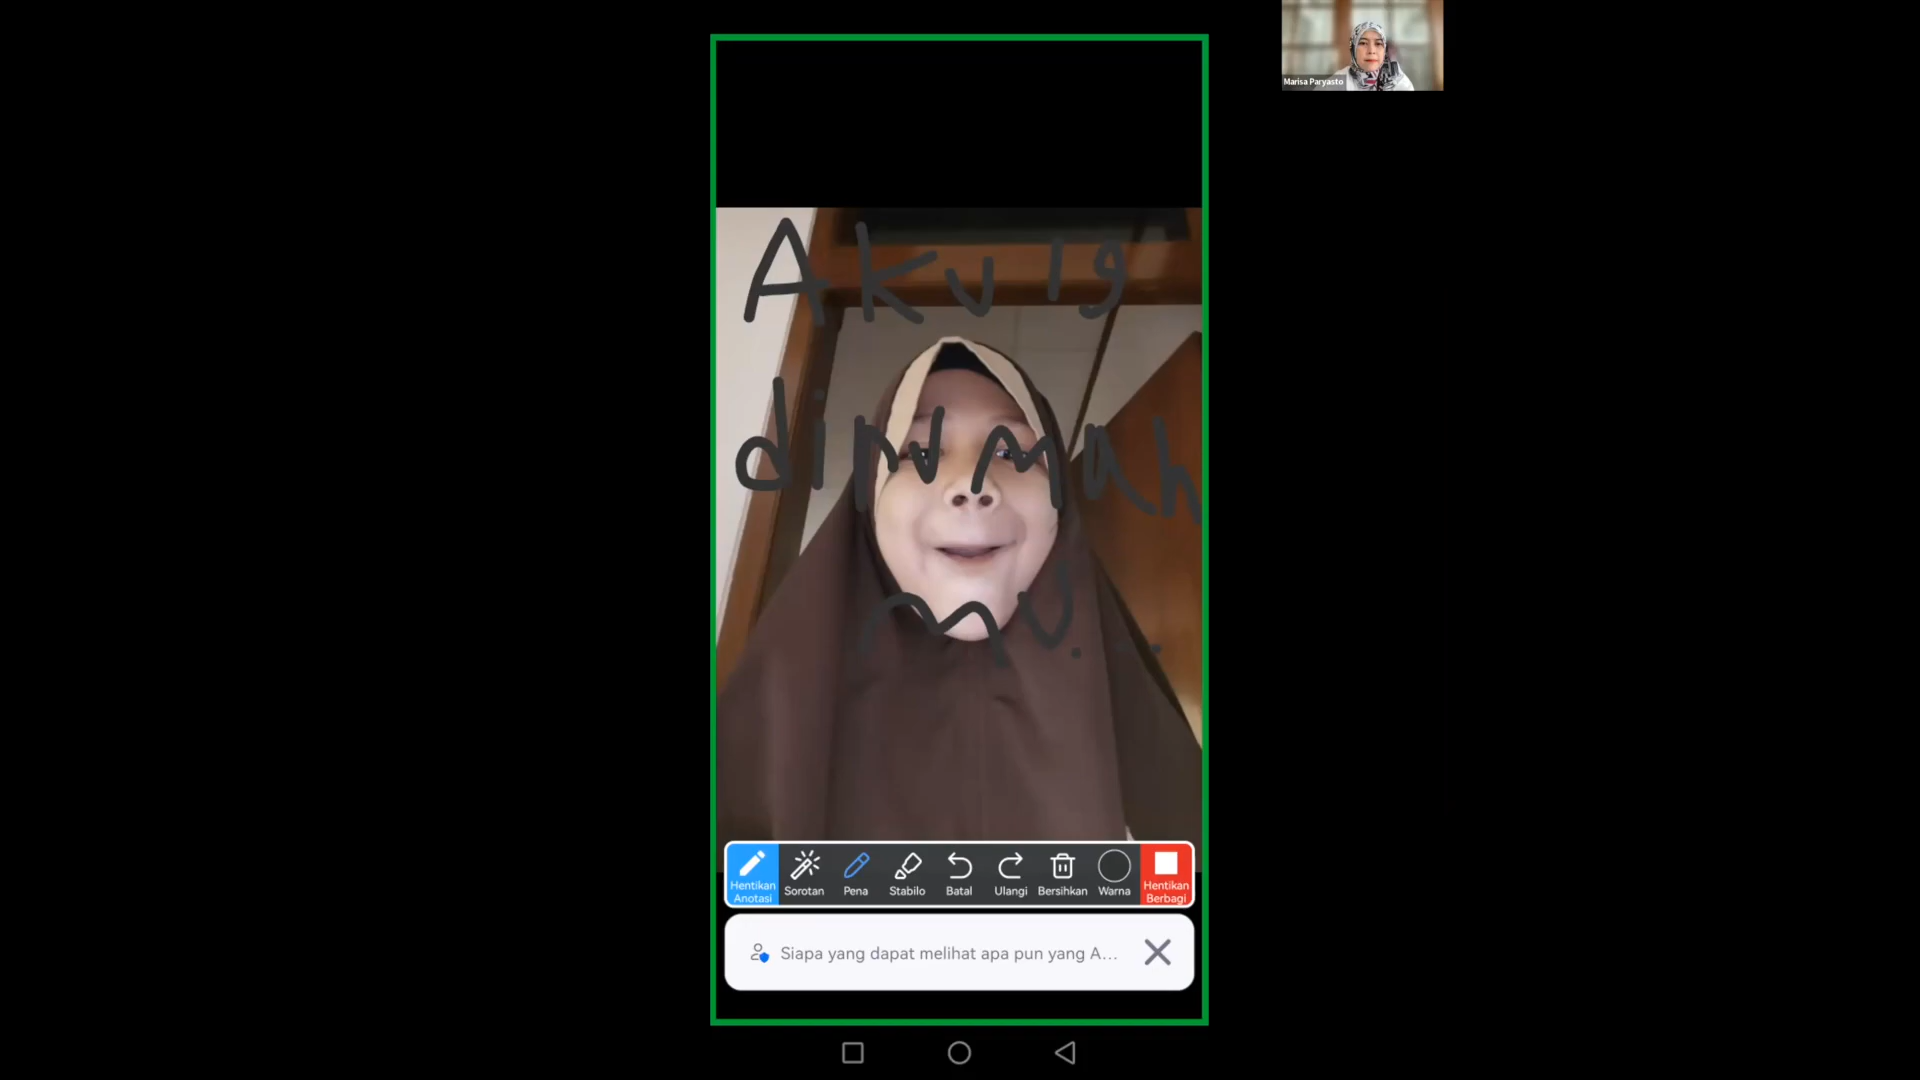 Marisa Paryasto
Aku lg
dirumah
mu...
Hentikan Anotasi
Sorotan
Pena
Stabilo
Batal
Ulangi
Bersihkan
Warna
Hentikan Berbagi
Siapa yang dapat melihat apa pun yang A...